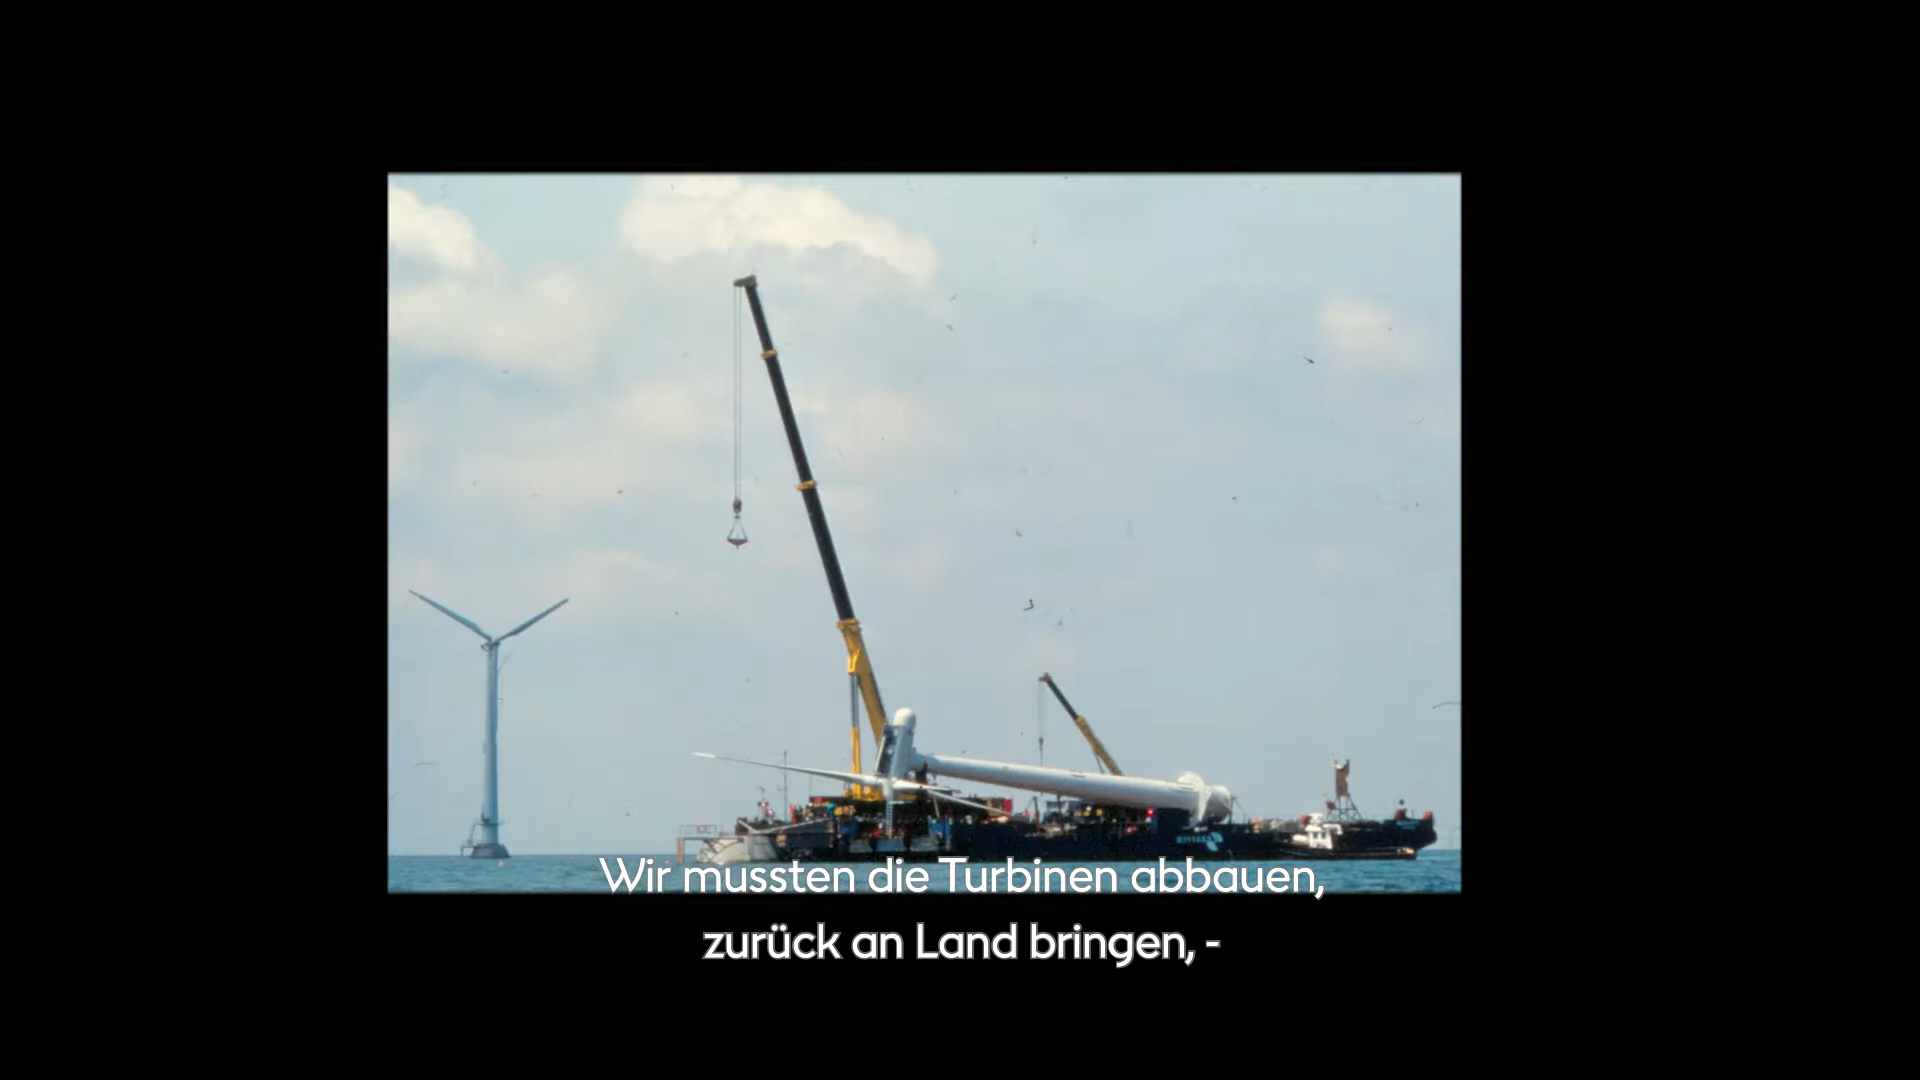 Wir mussten die Turbinen abbauen,
zurück an Land bringen, -